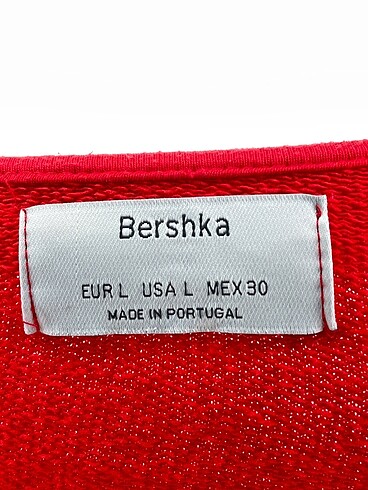 Bershka
EUR L USA L MEX 30
MADE IN PORTUGAL